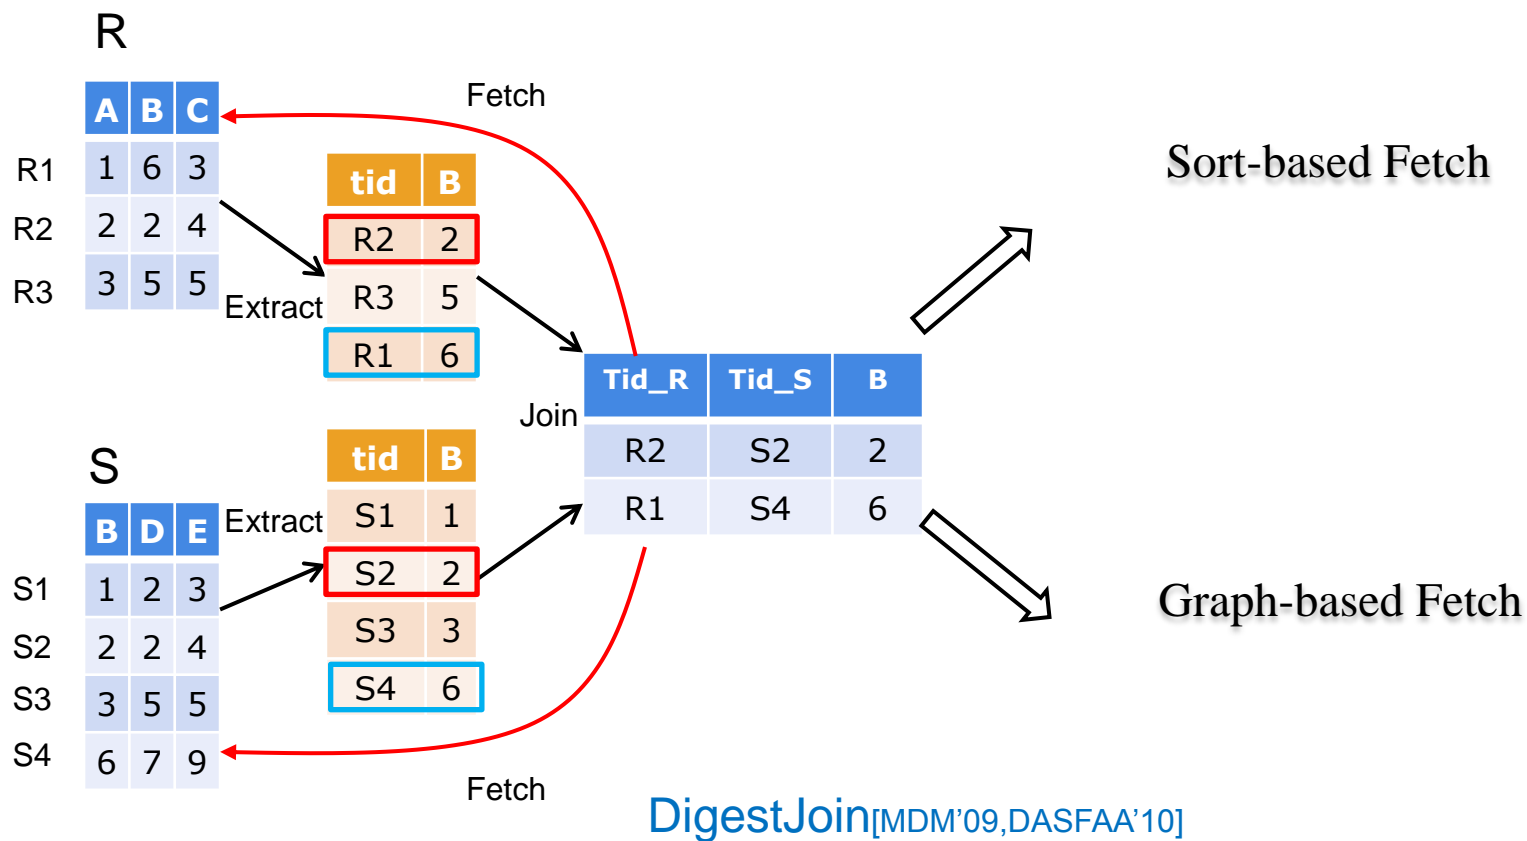 R
A B C
R1 1 6 3
R2 2 2 4
R3 3 5 5
Extract
tid B
R2 2
R3 5
R1 6
Fetch
S
B D E
S1 1 2 3
S2 2 2 4
S3 3 5 5
S4 6 7 9
Extract
tid B
S1 1
S2 2
S3 3
S4 6
Fetch
Join
Tid_R Tid_S B
R2 S2 2
R1 S4 6
Sort-based Fetch
Graph-based Fetch
DigestJoin[MDM’09,DASFAA’10]